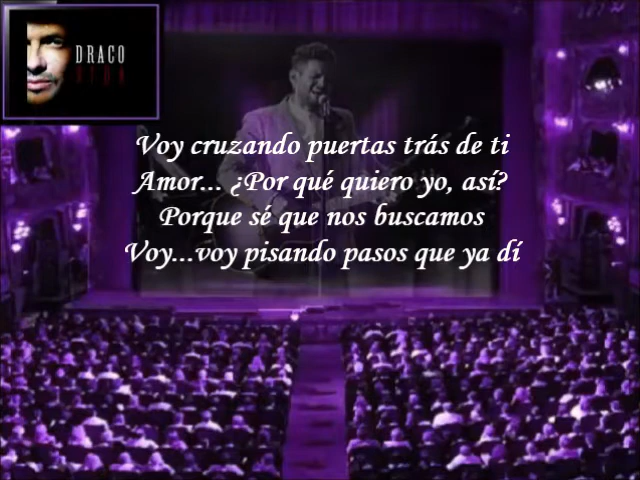 DRACO
VIDA
Voy cruzando puertas trás de ti
Amor... ¿Por qué quiero yo, así?
Porque sé que nos buscamos
Voy...voy pisando pasos que ya dí